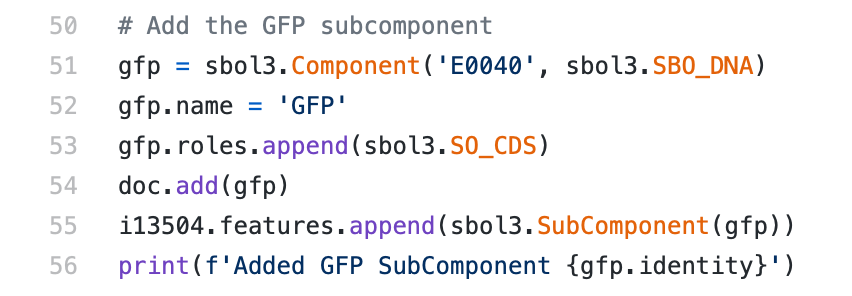 50 # Add the GFP subcomponent
51 gfp = sbol3.Component('E0040', sbol3.SBO_DNA)
52 gfp.name = 'GFP'
53 gfp.roles.append(sbol3.SO_CDS)
54 doc.add(gfp)
55 i13504.features.append(sbol3.SubComponent(gfp))
56 print(f'Added GFP SubComponent {gfp.identity}')